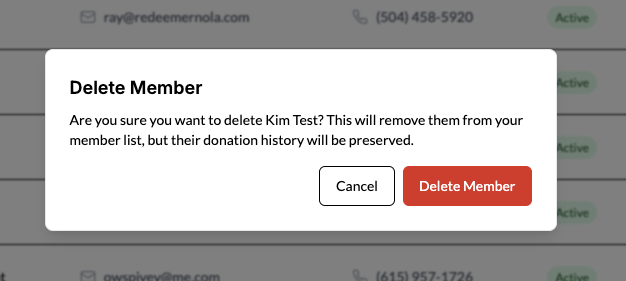 ray@redeemernola.com (504) 458-5920 Active
Active
Delete Member
Are you sure you want to delete Kim Test? This will remove them from your
member list, but their donation history will be preserved.
Active
Cancel Delete Member
Active
owspivey@me.com (615) 957-1726 Active